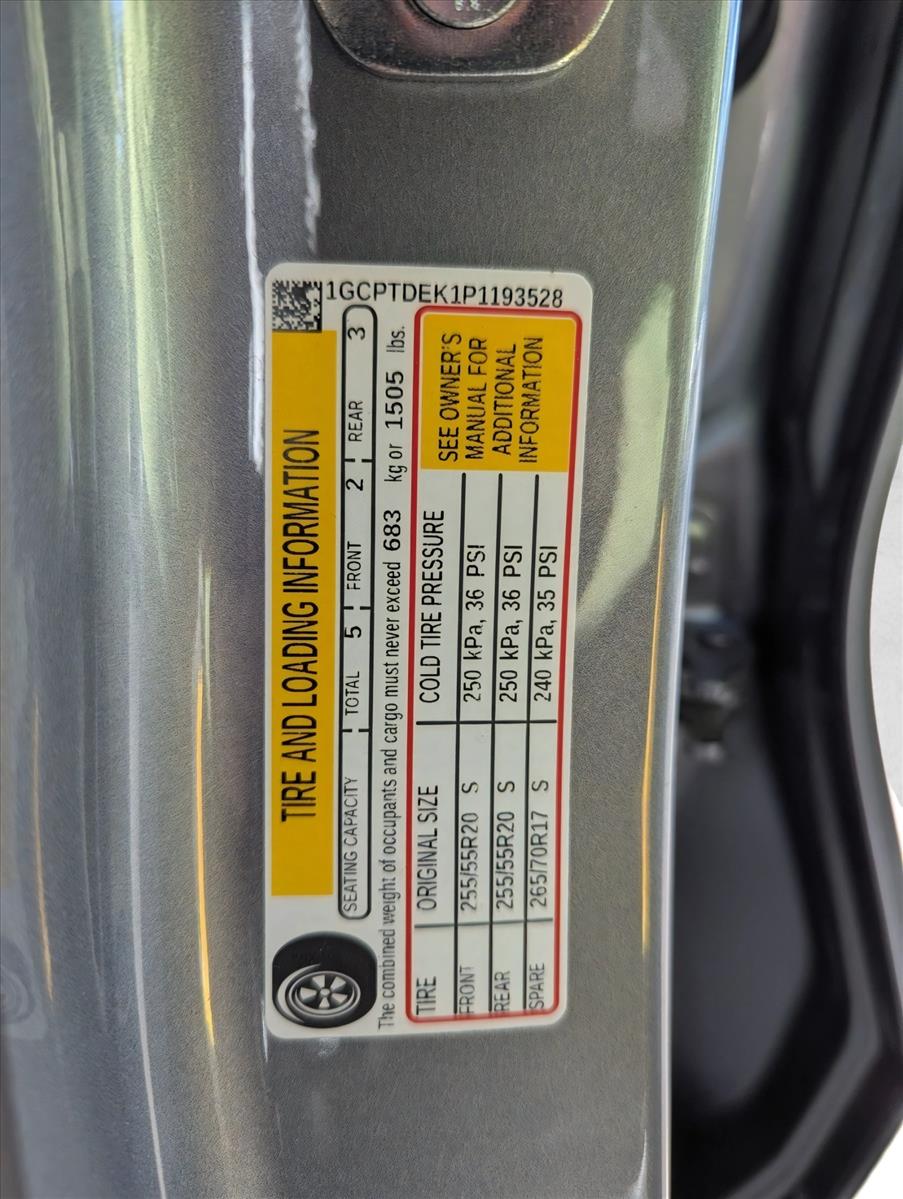 1GCPTDEK1P1193528
TIRE AND LOADING INFORMATION
SEATING CAPACITY TOTAL 5 FRONT 2 REAR 3
The combined weight of occupants and cargo must never exceed 683 kg or 1505 lbs.
TIRE ORIGINAL SIZE COLD TIRE PRESSURE
FRONT 255/55R20 S 250 kPa, 36 PSI
REAR 255/55R20 S 250 kPa, 36 PSI
SPARE 265/70R17 S 240 kPa, 35 PSI
SEE OWNER'S
MANUAL FOR
ADDITIONAL
INFORMATION